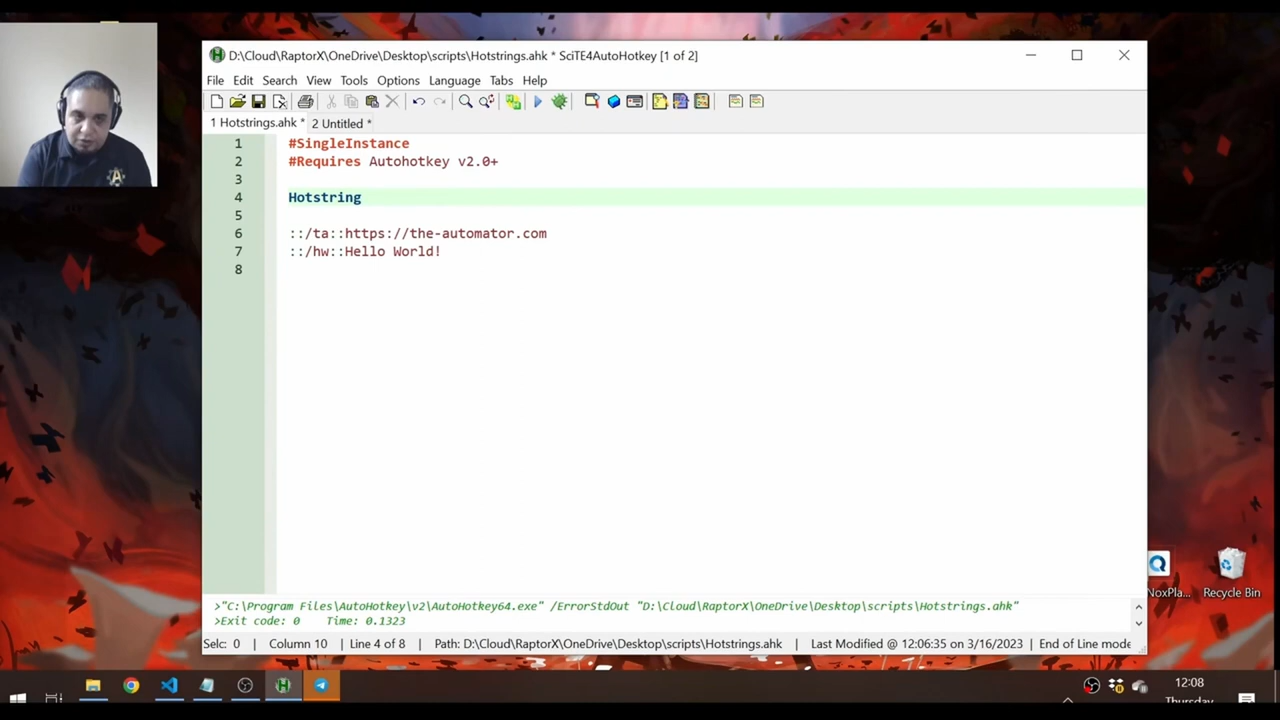 D:\Cloud\RaptorX\OneDrive\Desktop\scripts\Hotstrings.ahk * SciTE4AutoHotkey [1 of 2]
File Edit Search View Tools Options Language Tabs Help
1 Hotstrings.ahk * 2 Untitled *
1 #SingleInstance
2 #Requires Autohotkey v2.0+
3
4 Hotstring
5
6 ::/ta::https://the-automator.com
7 ::/hw::Hello World!
8
>"C:\Program Files\AutoHotkey\v2\AutoHotkey64.exe" /ErrorStdOut "D:\Cloud\RaptorX\OneDrive\Desktop\scripts\Hotstrings.ahk"
>Exit code: 0 Time: 0.1323
Selc: 0 | Column 10 | Line 4 of 8 | Path: D:\Cloud\RaptorX\OneDrive\Desktop\scripts\Hotstrings.ahk | Last Modified @ 12:06:35 on 3/16/2023 | End of Line mode
NoxPla... Recycle Bin
12:08
Thursday